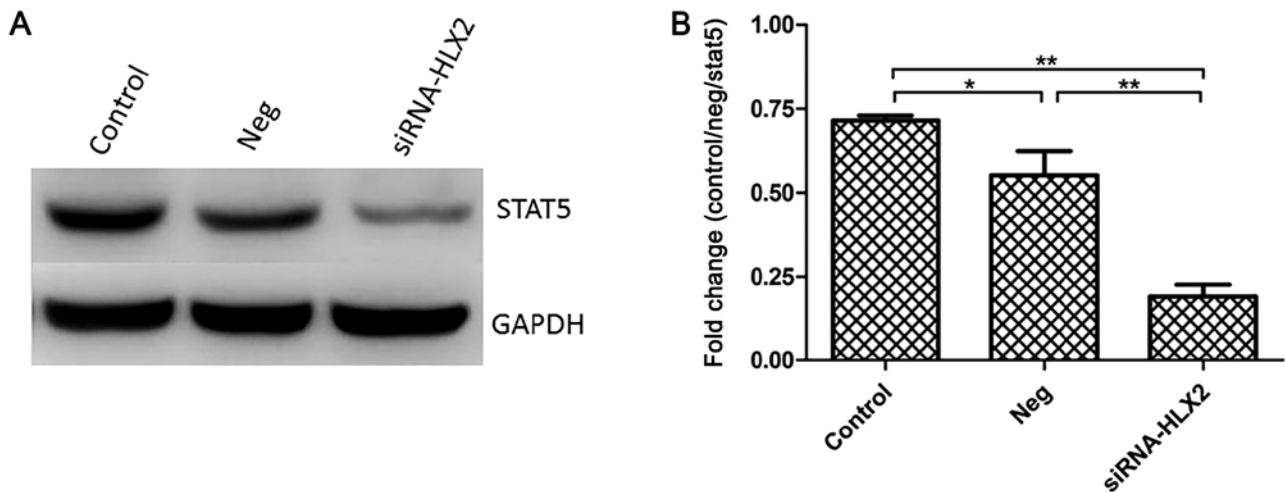 A
Control
Neg
siRNA-HLX2
STAT5
GAPDH
B
Fold change (control/neg/stat5)
1.00
0.75
0.50
0.25
0.00
**
*
**
Control
Neg
siRNA-HLX2